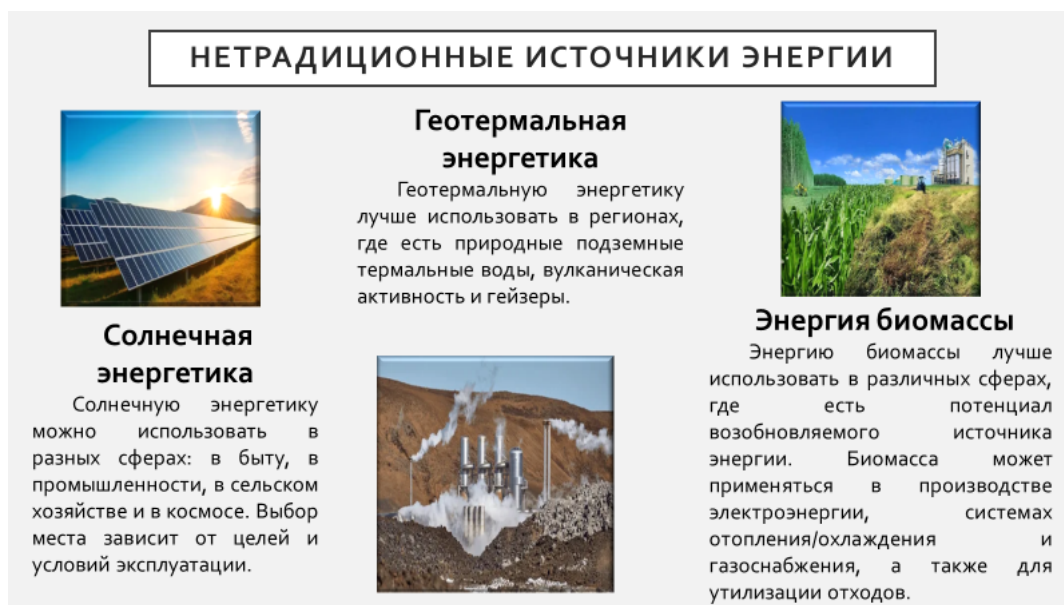 НЕТРАДИЦИОННЫЕ ИСТОЧНИКИ ЭНЕРГИИ
Солнечная
энергетика
Солнечную энергетику
можно использовать в
разных сферах: в быту, в
промышленности, в сельском
хозяйстве и в космосе. Выбор
места зависит от целей и
условий эксплуатации.
Геотермальная
энергетика
Геотермальную энергетику
лучше использовать в регионах,
где есть природные подземные
термальные воды, вулканическая
активность и гейзеры.
Энергия биомассы
Энергию биомассы лучше
использовать в различных сферах,
где есть потенциал
возобновляемого источника
энергии. Биомасса может
применяться в производстве
электроэнергии, системах
отопления/охлаждения и
газоснабжения, а также для
утилизации отходов.